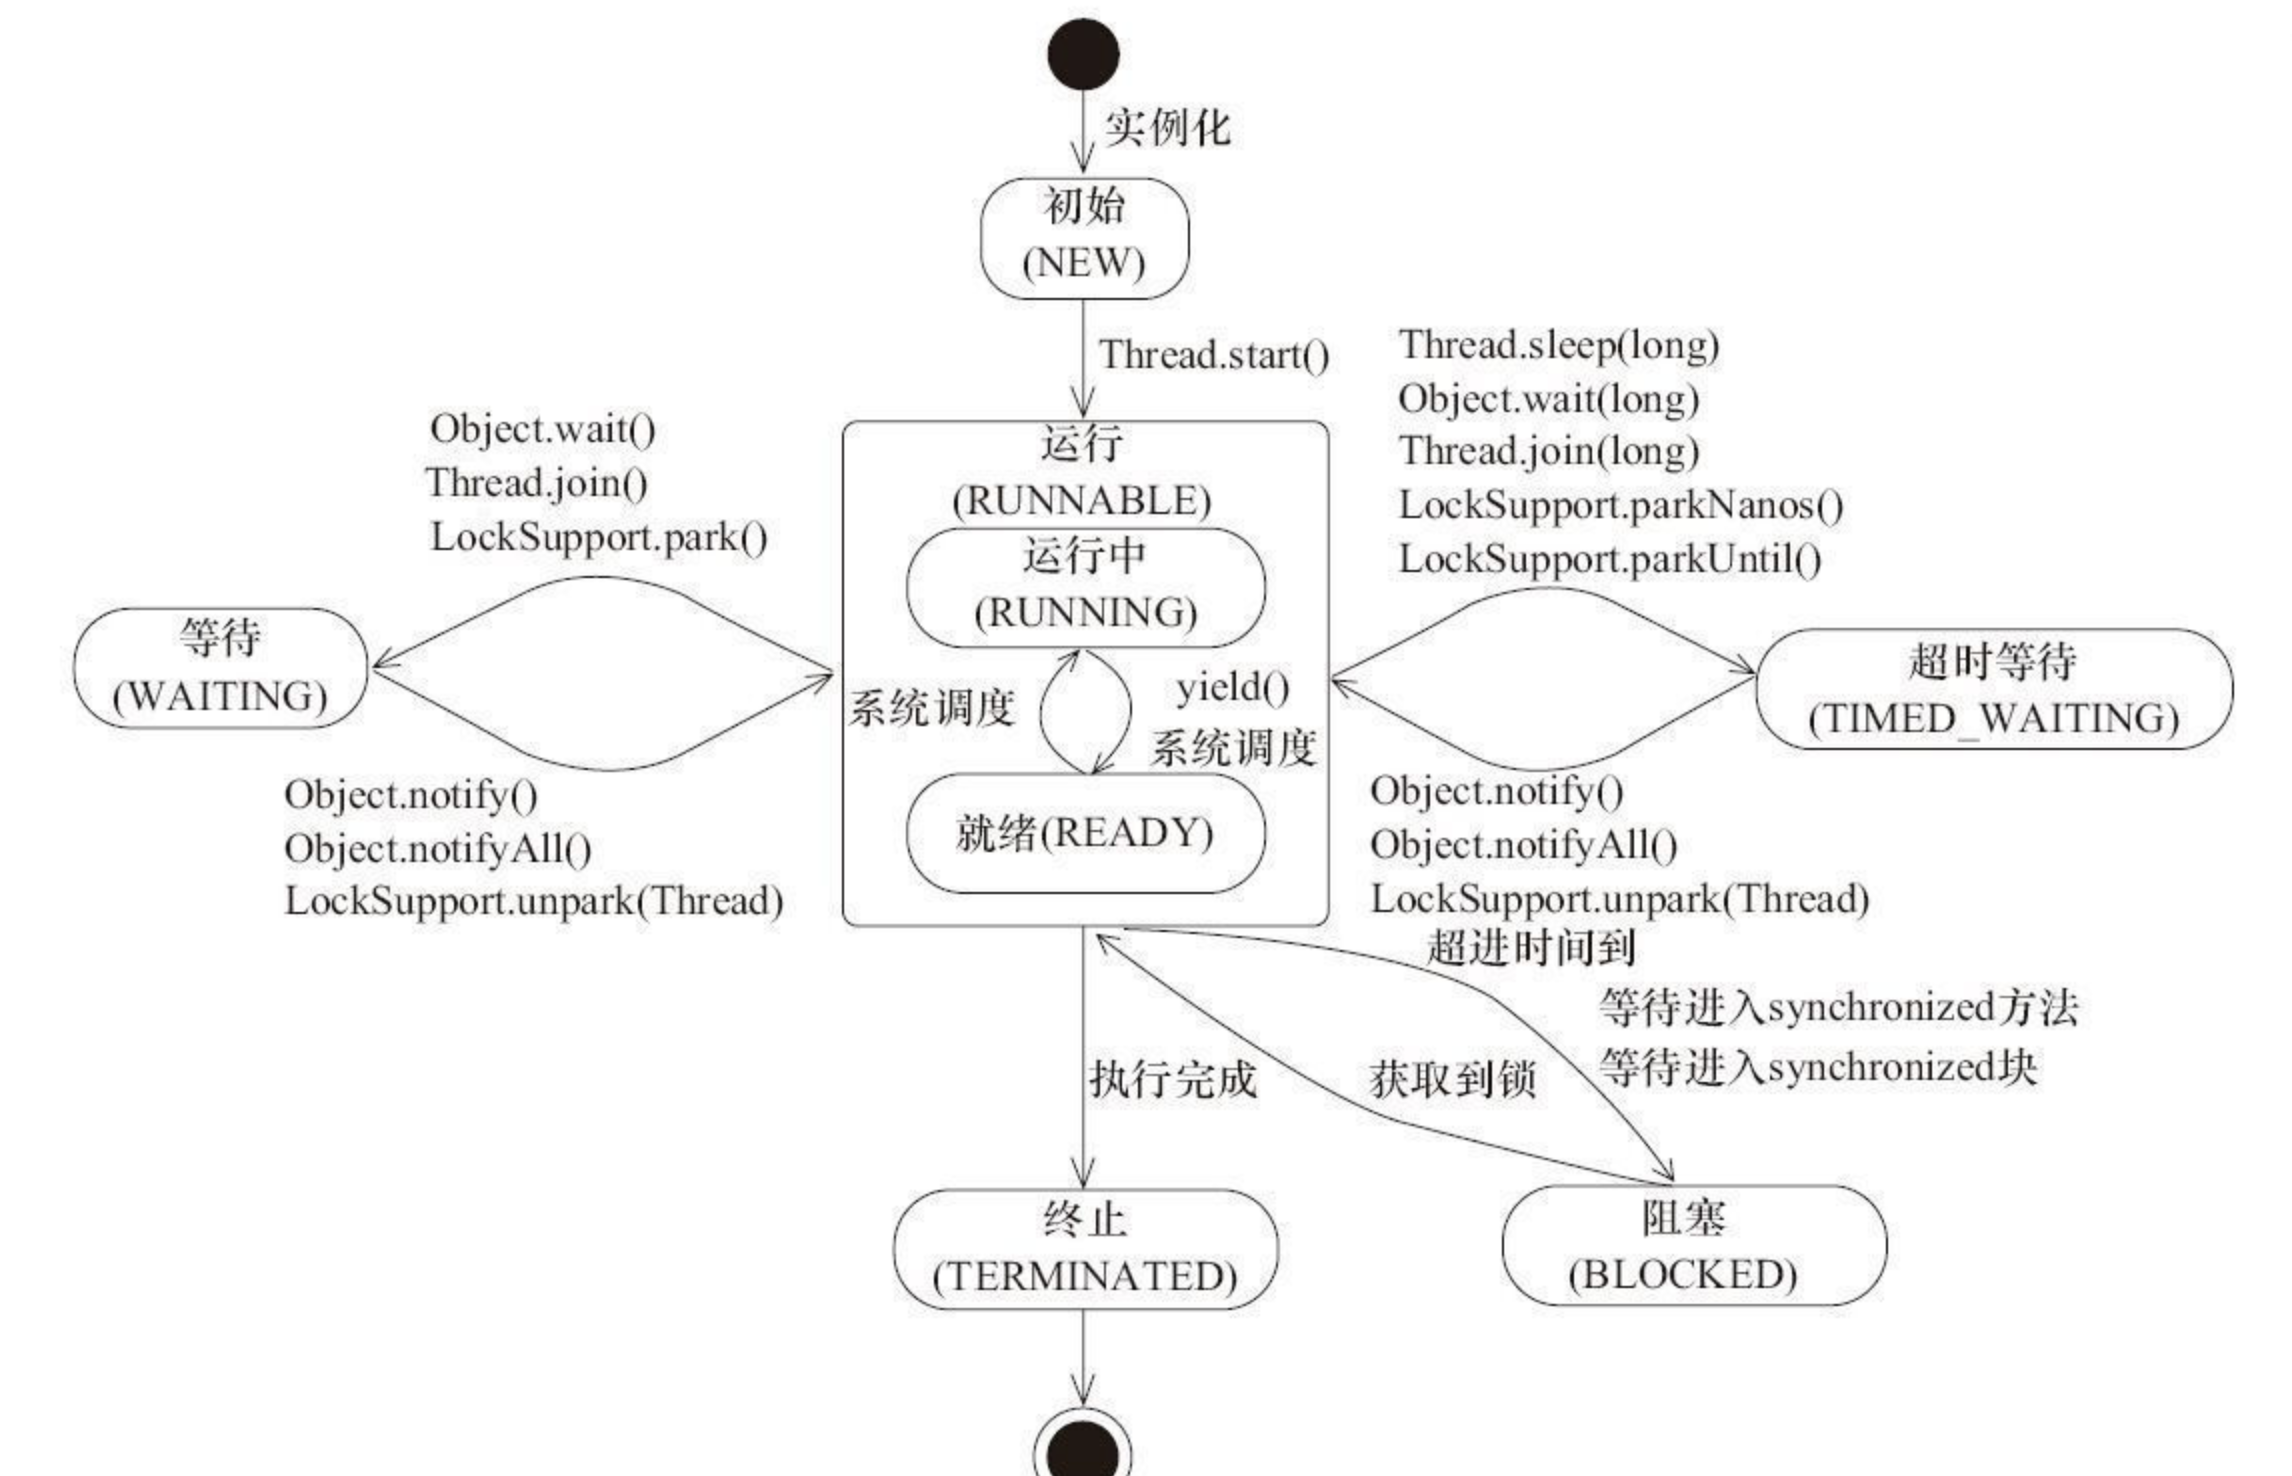 实例化
初始
(NEW)
Thread.start()
Object.wait()
Thread.join()
LockSupport.park()
等待
(WAITING)
Object.notify()
Object.notifyAll()
LockSupport.unpark(Thread)
运行
(RUNNABLE)
运行中
(RUNNING)
系统调度
yield()
系统调度
就绪(READY)
Thread.sleep(long)
Object.wait(long)
Thread.join(long)
LockSupport.parkNanos()
LockSupport.parkUntil()
超时等待
(TIMED_WAITING)
Object.notify()
Object.notifyAll()
LockSupport.unpark(Thread)
超进时间到
等待进入synchronized方法
等待进入synchronized块
获取到锁
执行完成
终止
(TERMINATED)
阻塞
(BLOCKED)